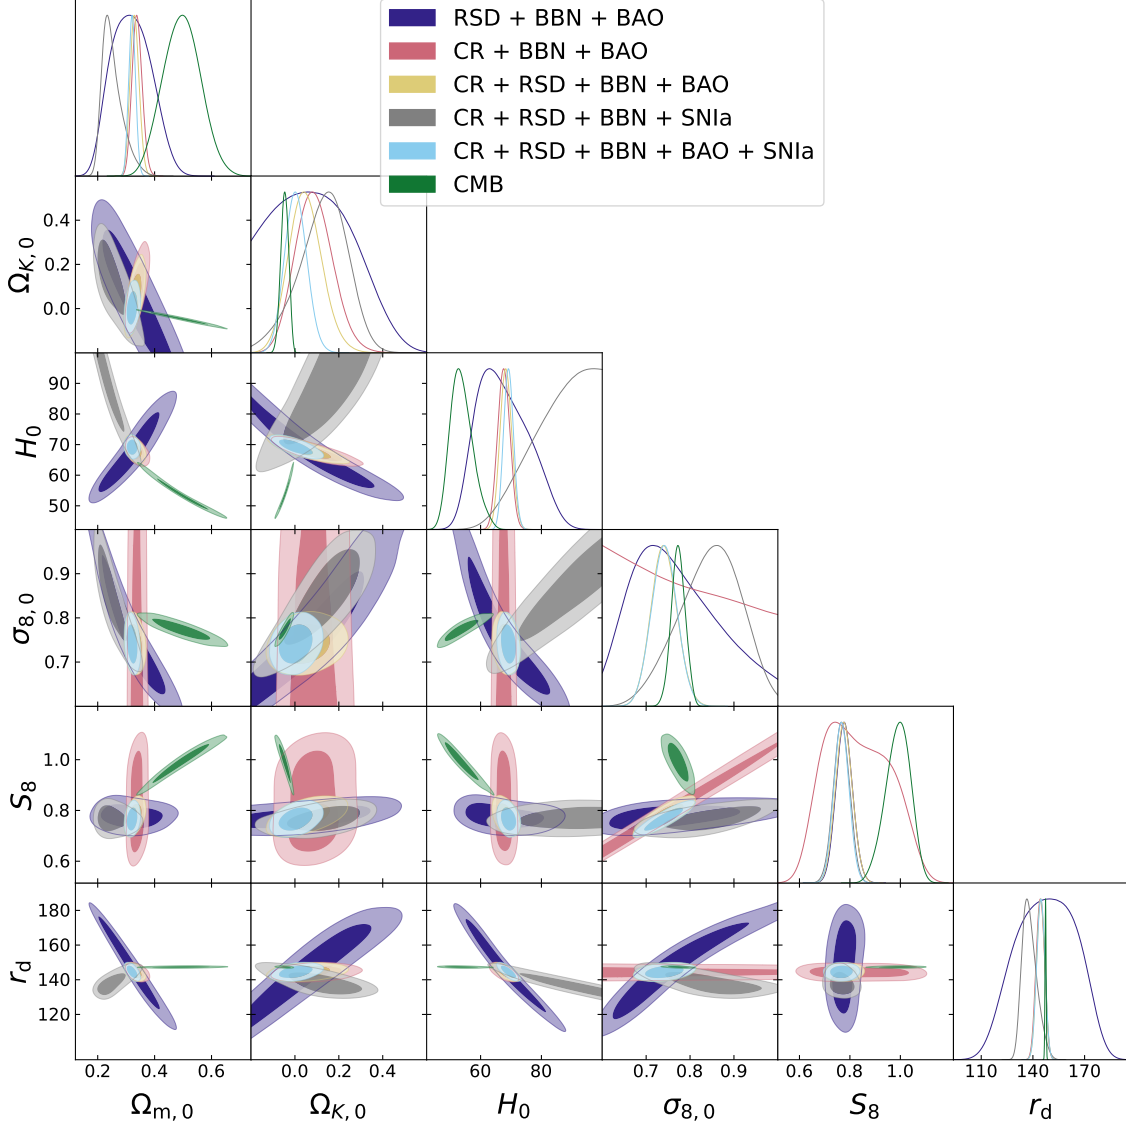 RSD + BBN + BAO
CR + BBN + BAO
CR + RSD + BBN + BAO
CR + RSD + BBN + SNIa
CR + RSD + BBN + BAO + SNIa
CMB
0.4
0.2
0.0
Ω_{K, 0}
90
80
70
60
50
H_0
0.9
0.8
0.7
σ_{8, 0}
1.0
0.8
0.6
S_8
180
160
140
120
r_d
0.2 0.4 0.6
0.0 0.2 0.4
60 80
0.7 0.8 0.9
0.6 0.8 1.0
110 140 170
Ω_{m, 0}
Ω_{K, 0}
H_0
σ_{8, 0}
S_8
r_d